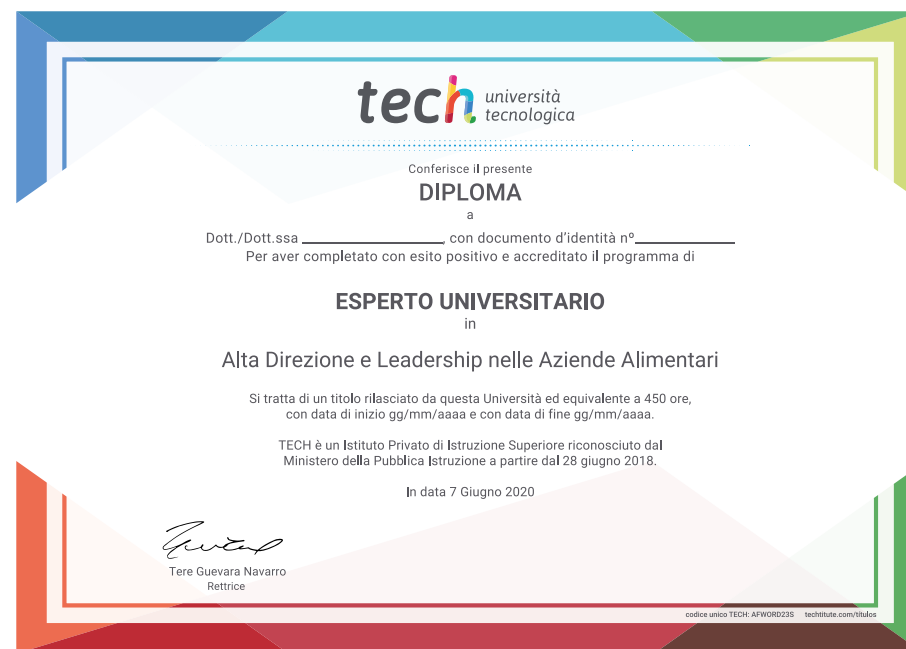 tech università
tecnologica
Conferisce il presente
DIPLOMA
a
Dott./Dott.ssa ________________, con documento d'identità nº____________
Per aver completato con esito positivo e accreditato il programma di
ESPERTO UNIVERSITARIO
in
Alta Direzione e Leadership nelle Aziende Alimentari
Si tratta di un titolo rilasciato da questa Università ed equivalente a 450 ore,
con data di inizio gg/mm/aaaa e con data di fine gg/mm/aaaa.
TECH è un Istituto Privato di Istruzione Superiore riconosciuto dal
Ministero della Pubblica Istruzione a partire dal 28 giugno 2018.
In data 7 Giugno 2020
Tere Guevara Navarro
Rettrice
codice unico TECH: AFWORD23S techtitute.com/titulos